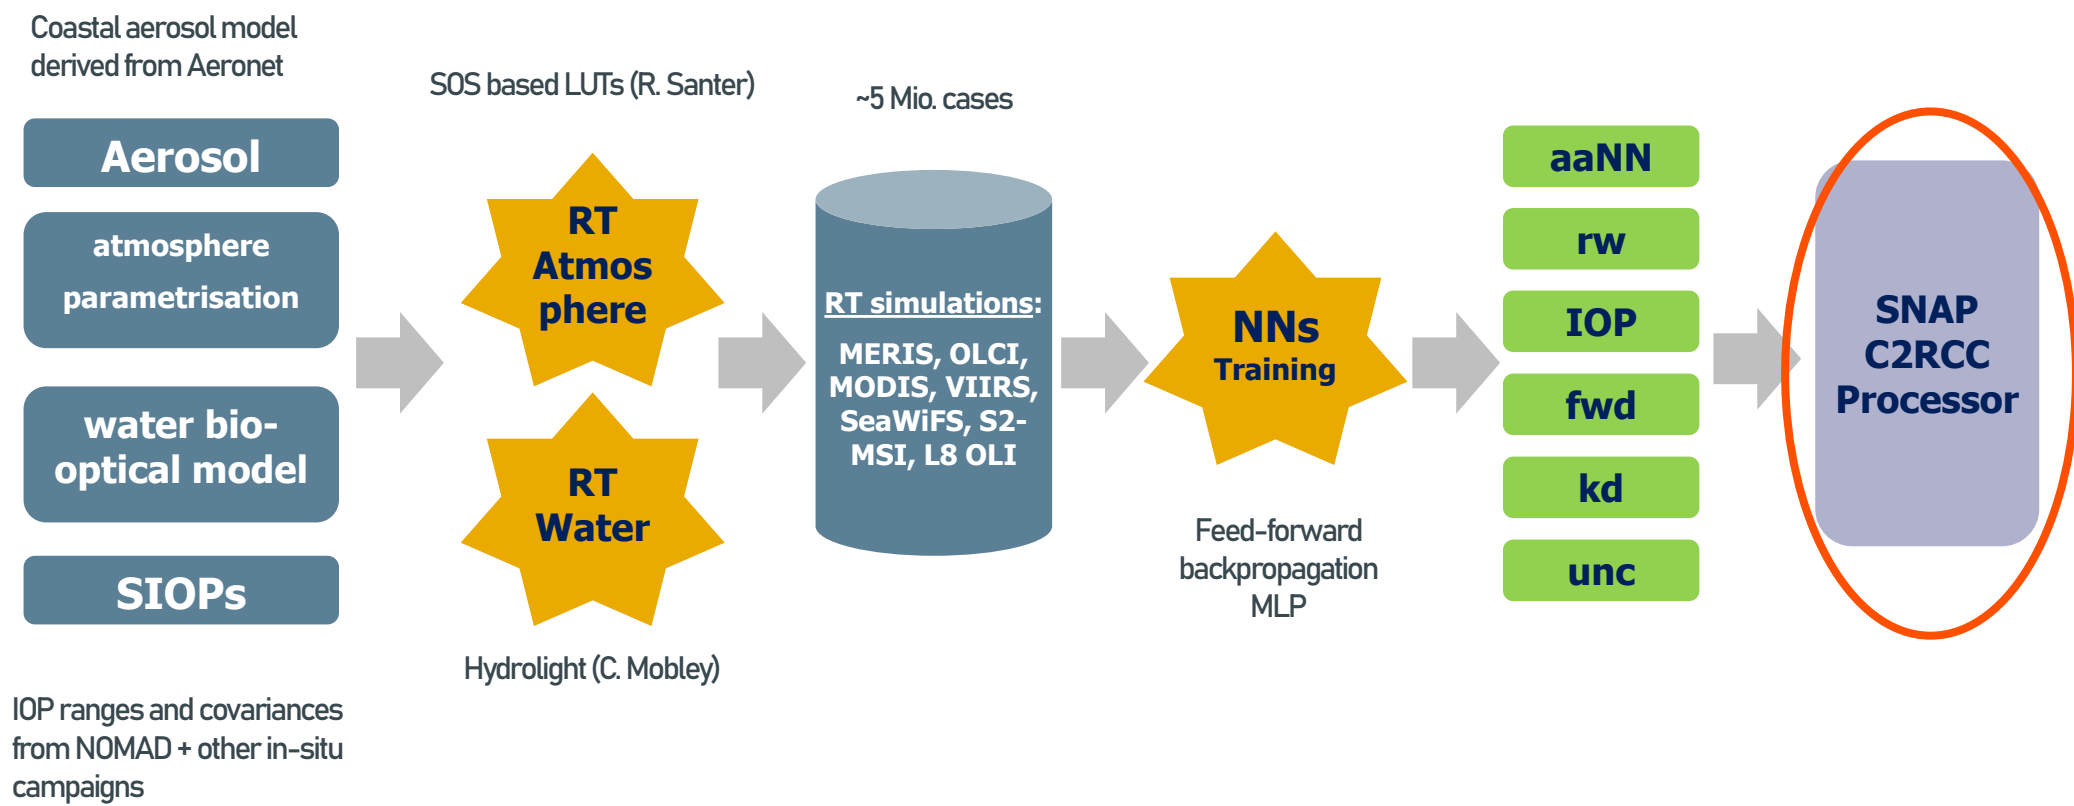 Coastal aerosol model
derived from Aeronet
Aerosol
atmosphere
parametrisation
water bio-
optical model
SIOPs
IOP ranges and covariances
from NOMAD + other in-situ
campaigns
SOS based LUTs (R. Santer)
RT
Atmos
phere
RT
Water
Hydrolight (C. Mobley)
~5 Mio. cases
RT simulations:
MERIS, OLCI,
MODIS, VIIRS,
SeaWiFS, S2-
MSI, L8 OLI
NNs
Training
Feed-forward
backpropagation
MLP
aaNN
rw
IOP
fwd
kd
unc
SNAP
C2RCC
Processor